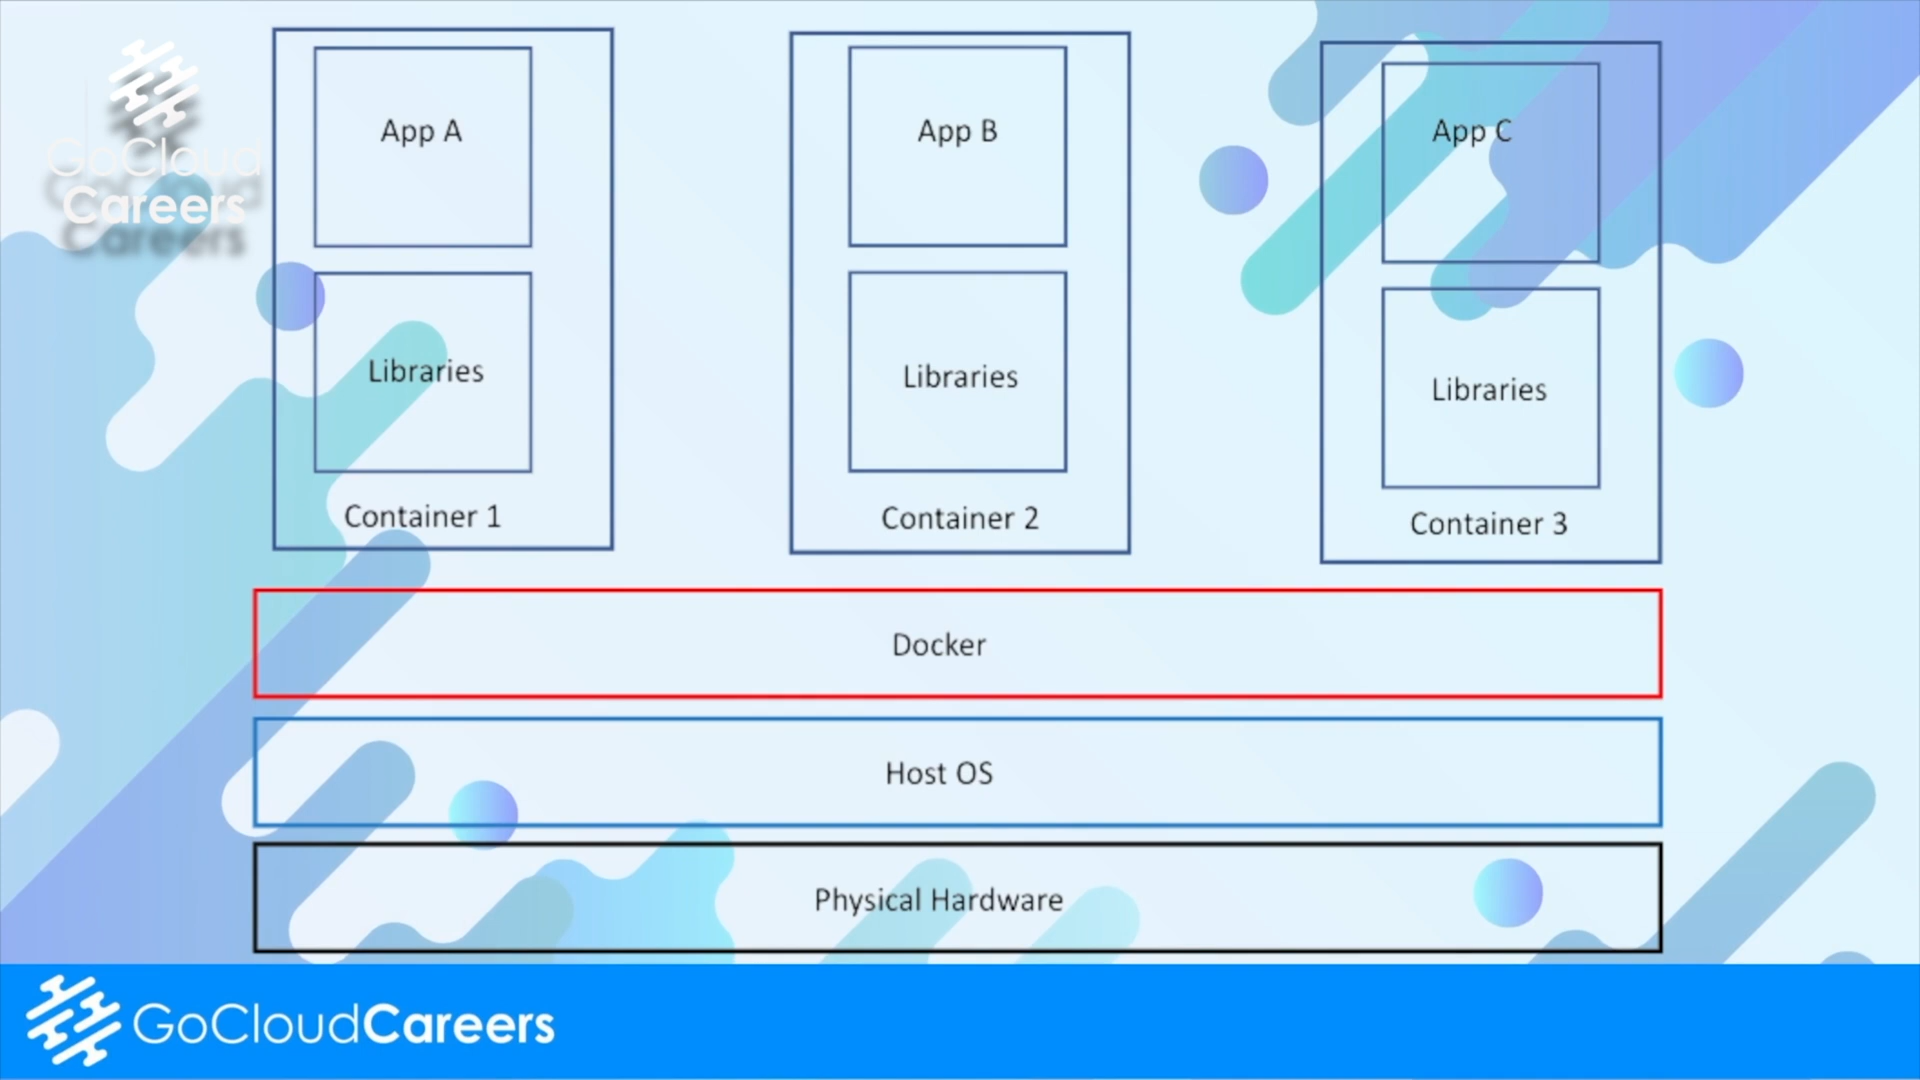 GoCloud
Careers
App A
App B
App C
Libraries
Libraries
Libraries
Container 1
Container 2
Container 3
Docker
Host OS
Physical Hardware
GoCloudCareers